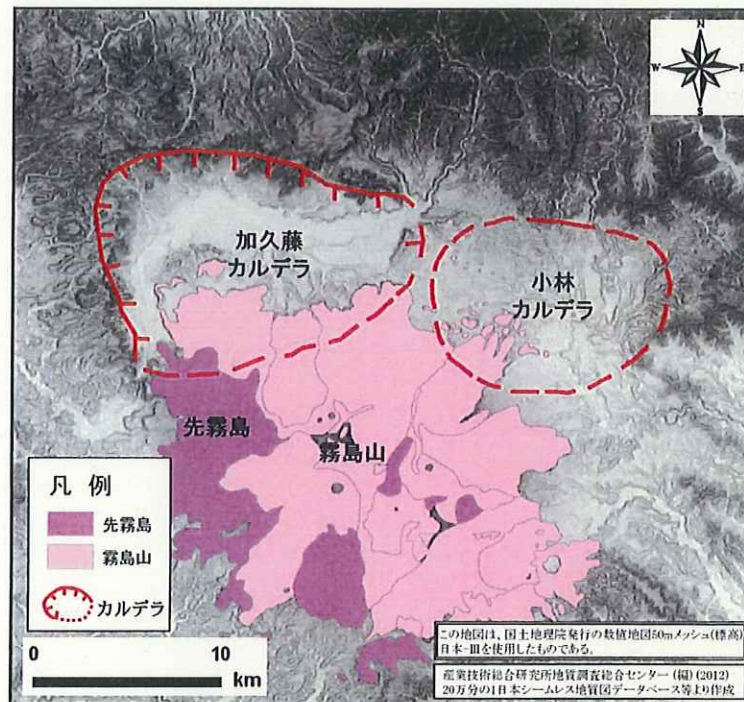 N
W E
S
加久藤
カルデラ
小林
カルデラ
先霧島
霧島山
凡 例
先霧島
霧島山
カルデラ
0 10
km
この地図は、国土地理院発行の数値地図50mメッシュ(標高)
日本-Ⅲを使用したものである。
産業技術総合研究所地質調査総合センター (編) (2012)
20万分の1日本シームレス地質図データベース等より作成